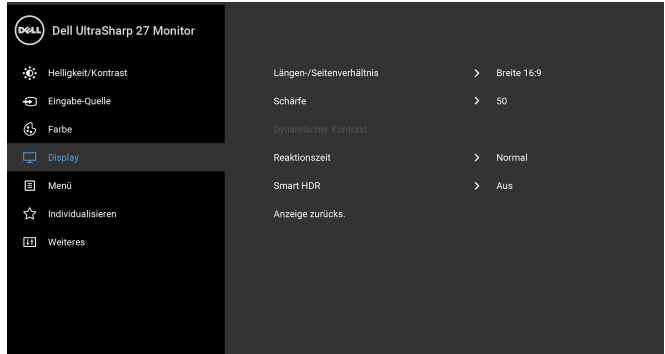 DELL Dell UltraSharp 27 Monitor
Helligkeit/Kontrast
Eingabe-Quelle
Farbe
Display
Menü
Individualisieren
Weiteres
Längen-/Seitenverhältnis > Breite 16:9
Schärfe > 50
Dynamischer Kontrast
Reaktionszeit > Normal
Smart HDR > Aus
Anzeige zurücks.